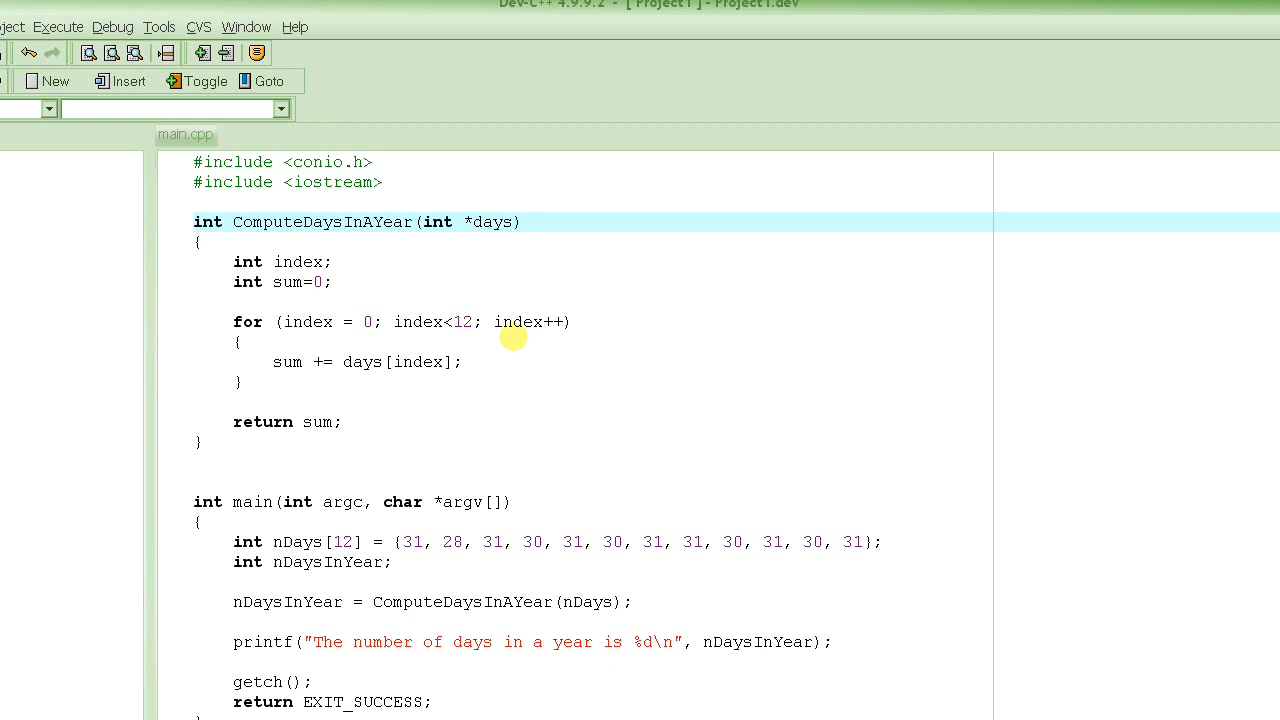 Dev-C++ 4.9.9.2 - [ Project1 ] - Project1.dev
ject Execute Debug Tools CVS Window Help
New Insert Toggle Goto
main.cpp
#include <conio.h>
#include <iostream>
int ComputeDaysInAYear(int *days)
{
int index;
int sum=0;
for (index = 0; index<12; index++)
{
sum += days[index];
}
return sum;
}
int main(int argc, char *argv[])
{
int nDays[12] = {31, 28, 31, 30, 31, 30, 31, 31, 30, 31, 30, 31};
int nDaysInYear;
nDaysInYear = ComputeDaysInAYear(nDays);
printf("The number of days in a year is %d\n", nDaysInYear);
getch();
return EXIT_SUCCESS;
}